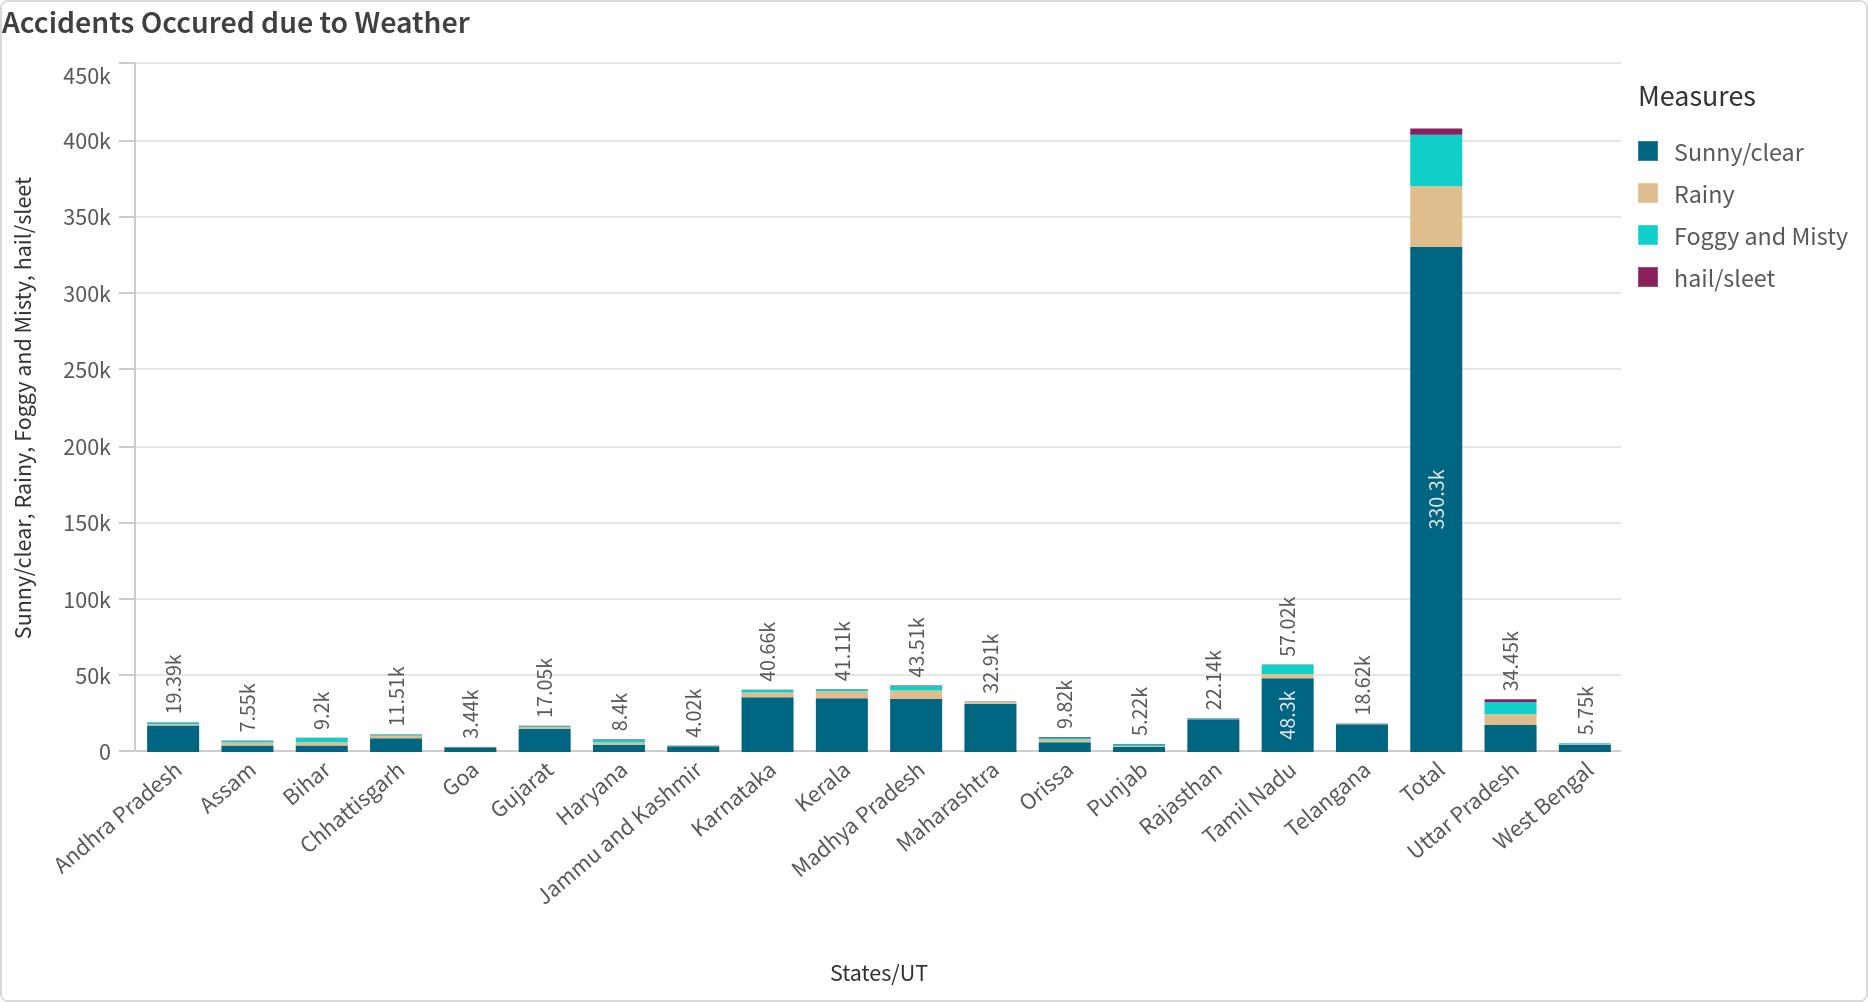 Accidents Occured due to Weather
Sunny/clear, Rainy, Foggy and Misty, hail/sleet
450k
400k
350k
300k
250k
200k
150k
100k
50k
0
19.39k
7.55k
9.2k
11.51k
3.44k
17.05k
8.4k
4.02k
40.66k
41.11k
43.51k
32.91k
9.82k
5.22k
22.14k
57.02k
48.3k
18.62k
330.3k
34.45k
5.75k
Andhra Pradesh
Assam
Bihar
Chhattisgarh
Goa
Gujarat
Haryana
Jammu and Kashmir
Karnataka
Kerala
Madhya Pradesh
Maharashtra
Orissa
Punjab
Rajasthan
Tamil Nadu
Telangana
Total
Uttar Pradesh
West Bengal
States/UT
Measures
Sunny/clear
Rainy
Foggy and Misty
hail/sleet